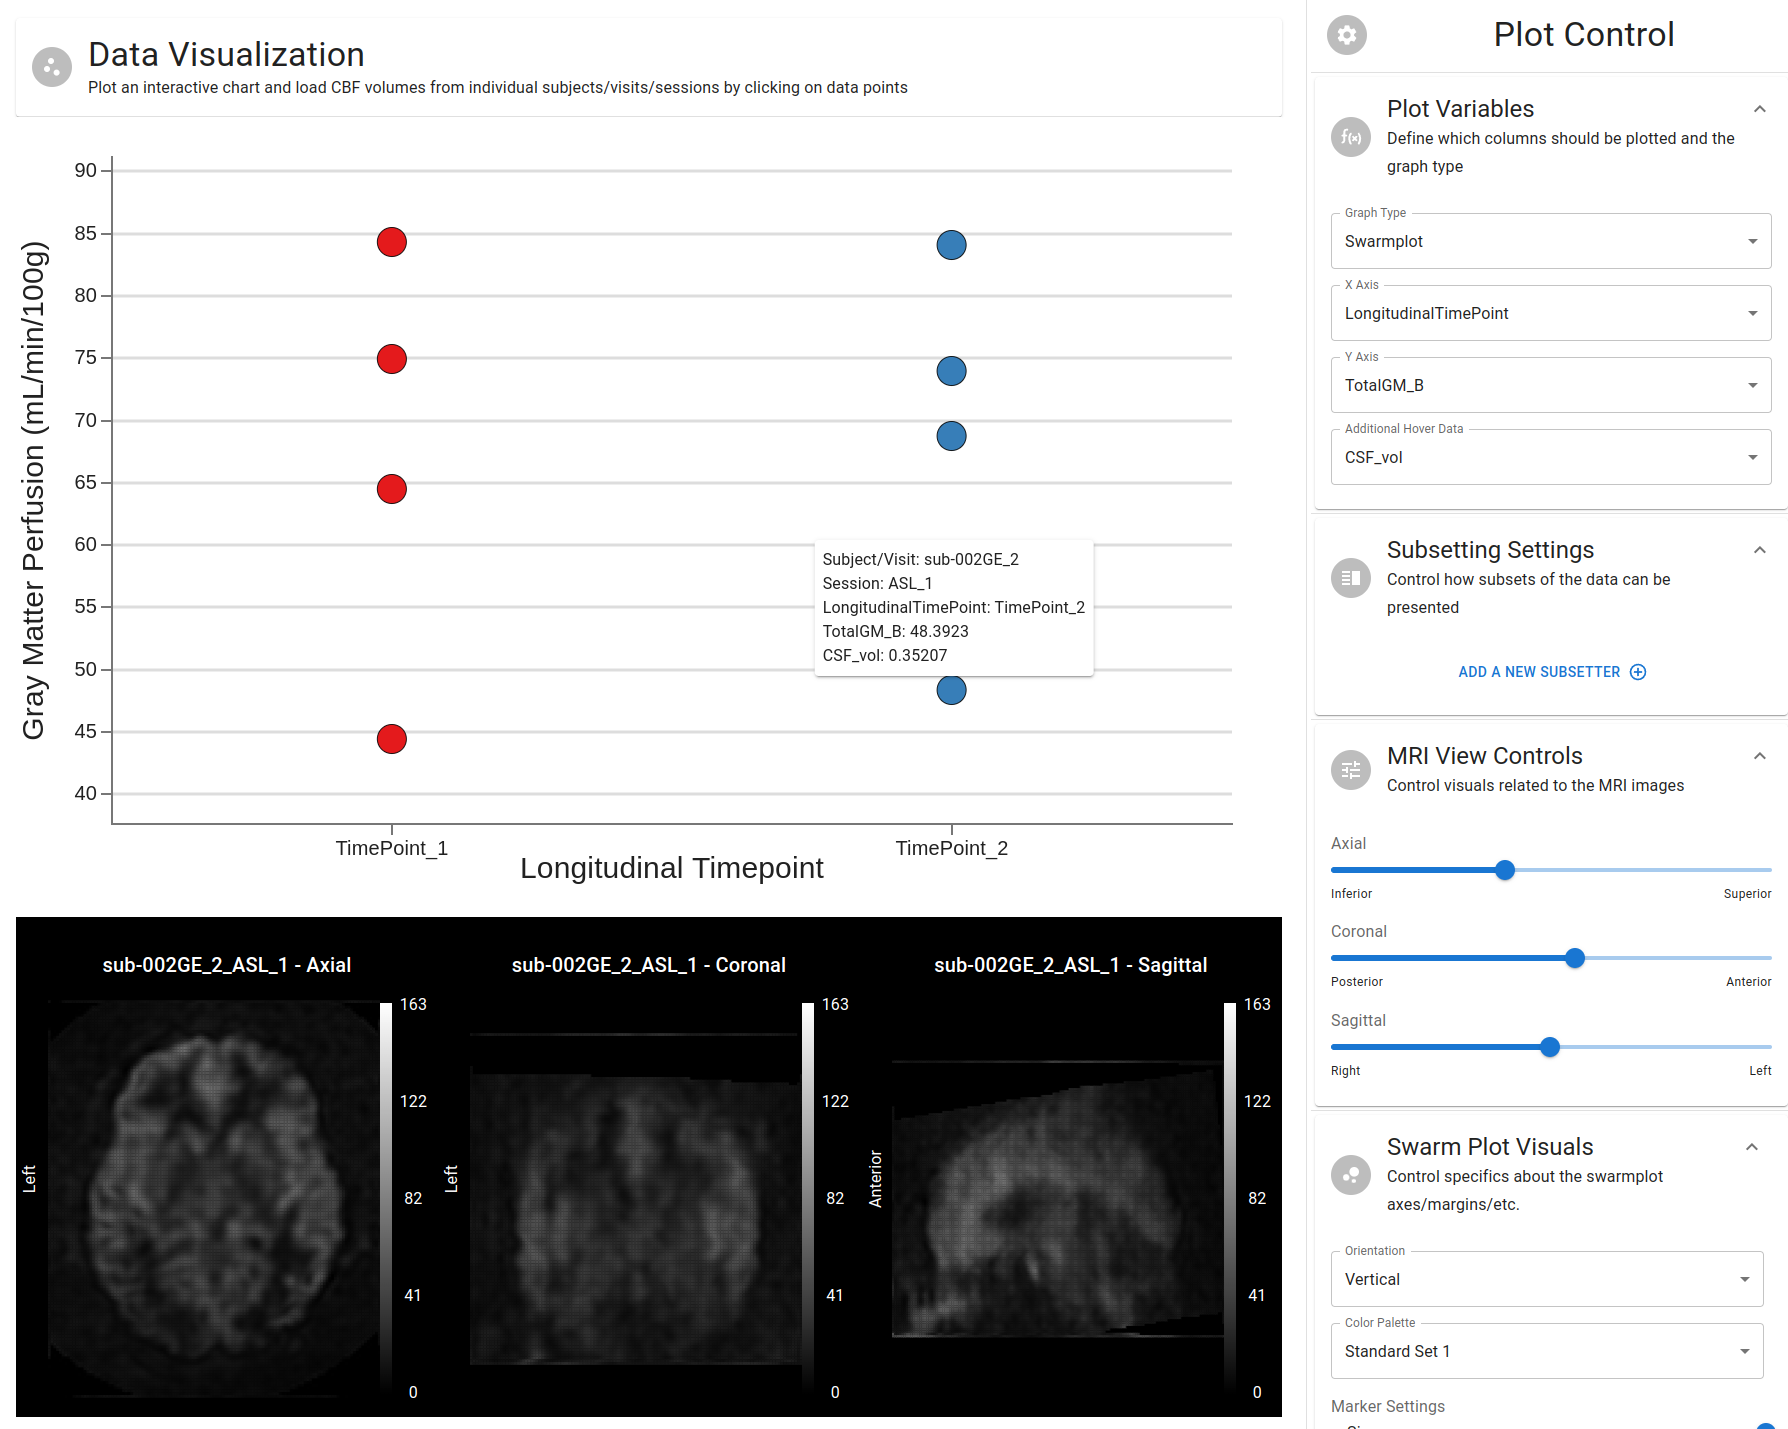 Data Visualization
Plot an interactive chart and load CBF volumes from individual subjects/visits/sessions by clicking on data points
Gray Matter Perfusion (mL/min/100g)
90
85
80
75
70
65
60
55
50
45
40
Subject/Visit: sub-002GE_2
Session: ASL_1
LongitudinalTimePoint: TimePoint_2
TotalGM_B: 48.3923
CSF_vol: 0.35207
TimePoint_1
TimePoint_2
Longitudinal Timepoint
sub-002GE_2_ASL_1 - Axial
Left
163
122
82
41
0
sub-002GE_2_ASL_1 - Coronal
Left
163
122
82
41
0
sub-002GE_2_ASL_1 - Sagittal
Anterior
163
122
82
41
0
Plot Control
f(x)
Plot Variables
Define which columns should be plotted and the
graph type
Graph Type
Swarmplot
X Axis
LongitudinalTimePoint
Y Axis
TotalGM_B
Additional Hover Data
CSF_vol
Subsetting Settings
Control how subsets of the data can be
presented
ADD A NEW SUBSETTER
MRI View Controls
Control visuals related to the MRI images
Axial
Inferior Superior
Coronal
Posterior Anterior
Sagittal
Right Left
Swarm Plot Visuals
Control specifics about the swarmplot
axes/margins/etc.
Orientation
Vertical
Color Palette
Standard Set 1
Marker Settings